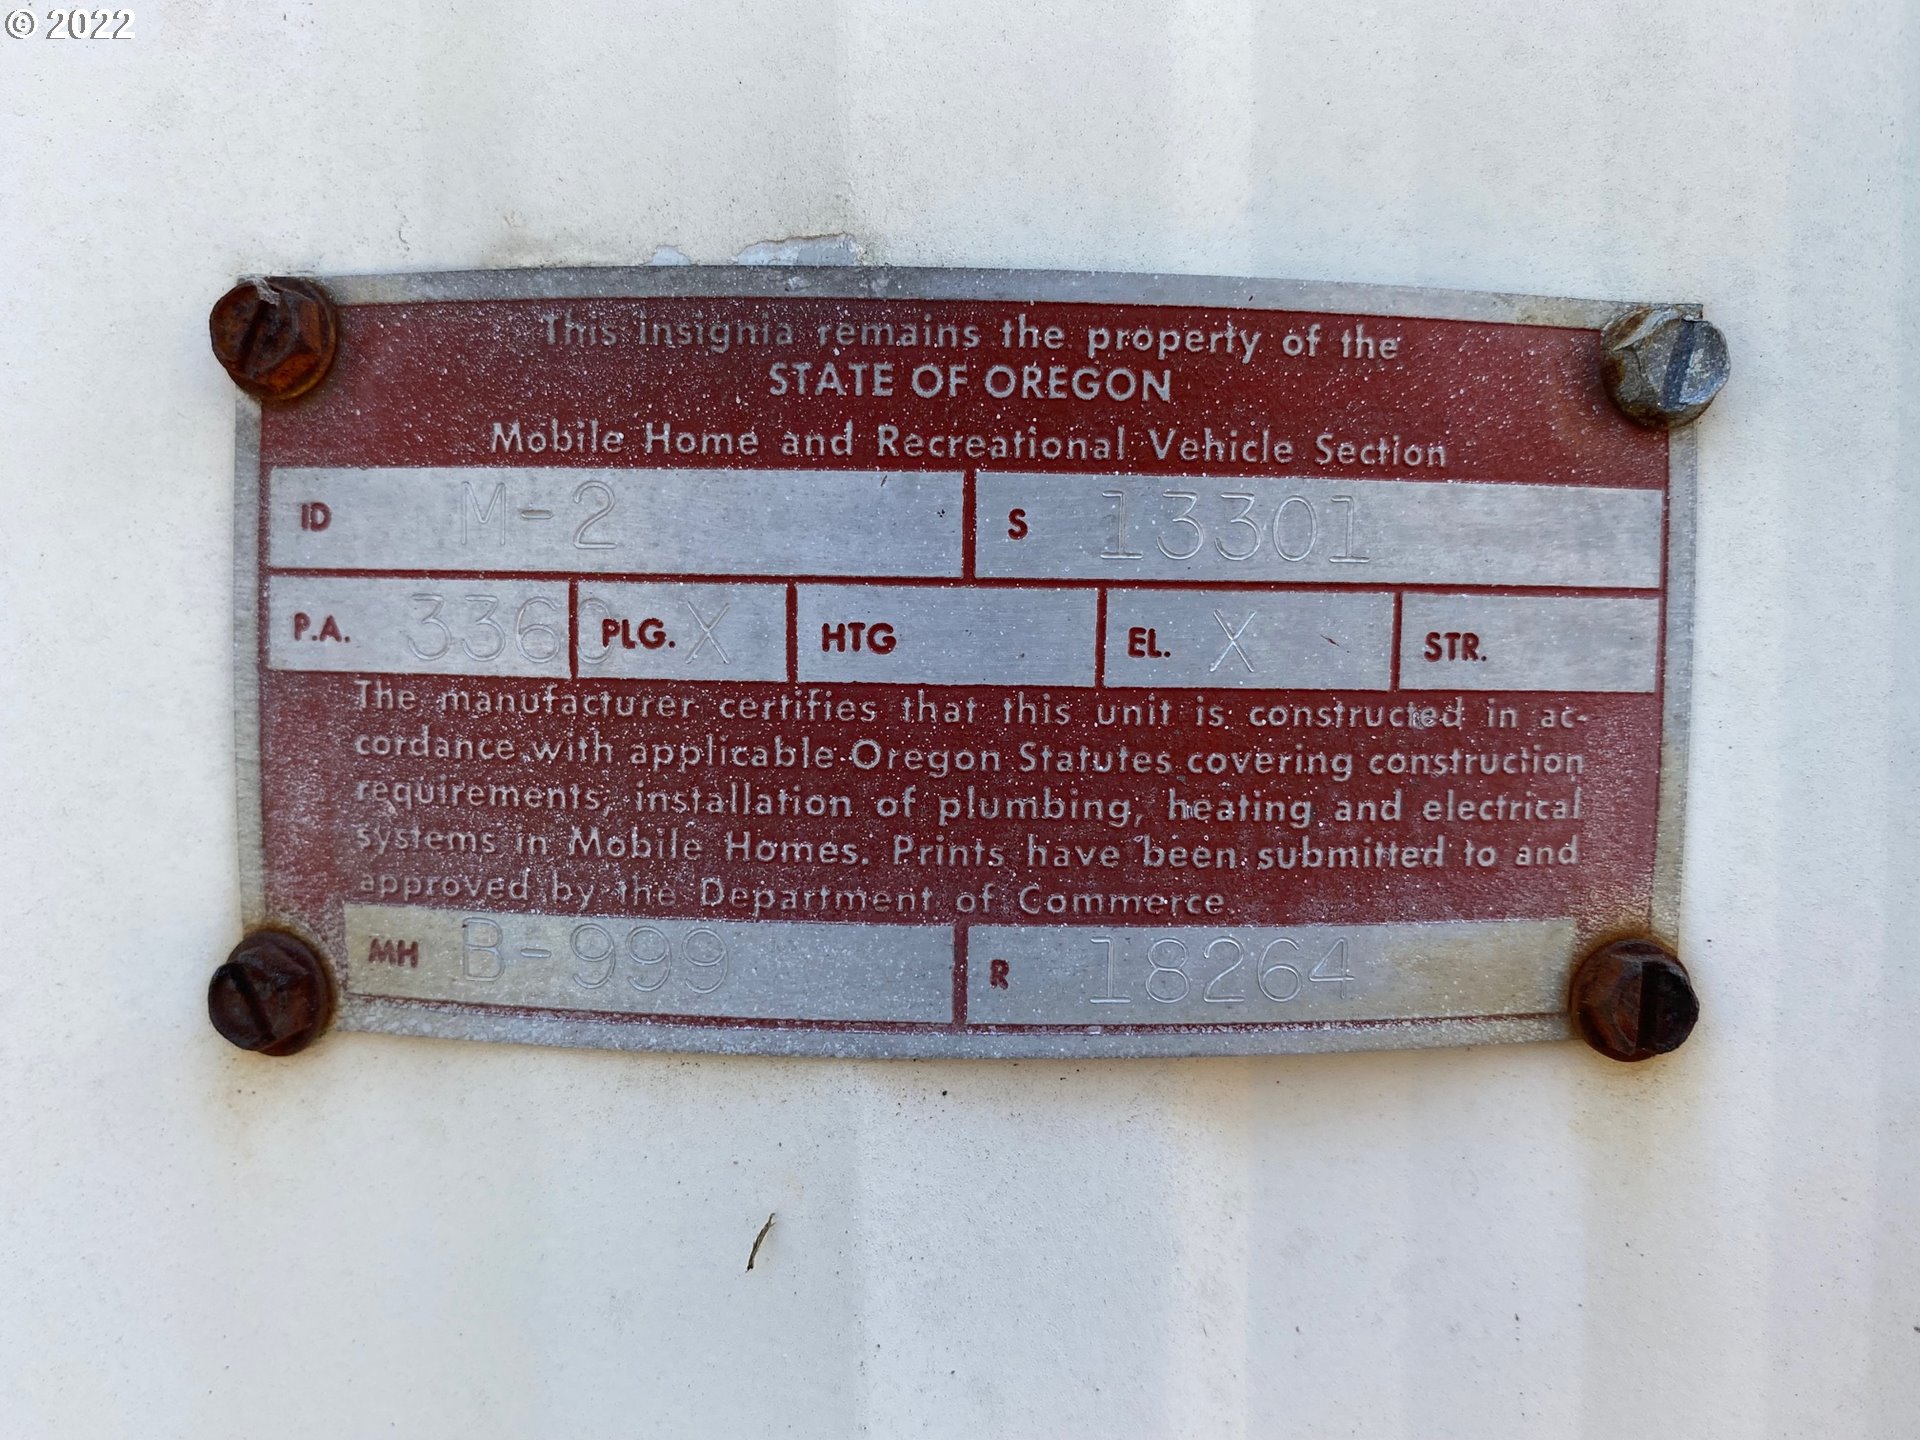 © 2022
This insignia remains the property of the
STATE OF OREGON
Mobile Home and Recreational Vehicle Section
ID M-2 S 13301
P.A. 3360 PLG. X HTG EL. X STR.
The manufacturer certifies that this unit is constructed in ac-
cordance with applicable Oregon Statutes covering construction
requirements, installation of plumbing, heating and electrical
systems in Mobile Homes. Prints have been submitted to and
approved by the Department of Commerce.
MH B-999 R 18264